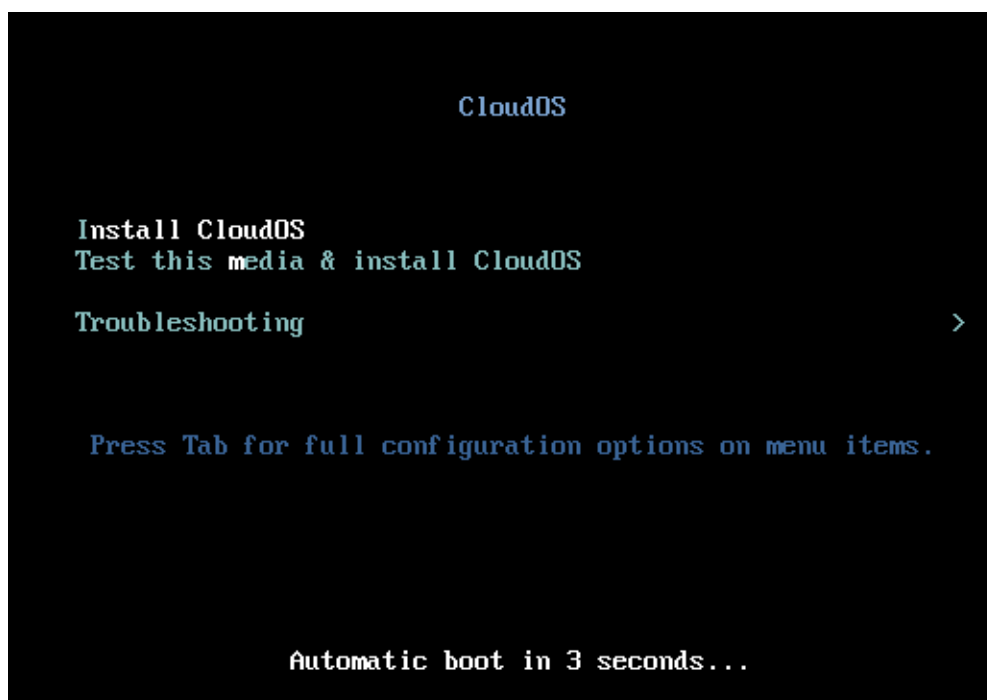 CloudOS
Install CloudOS
Test this media & install CloudOS
Troubleshooting >
Press Tab for full configuration options on menu items.
Automatic boot in 3 seconds...